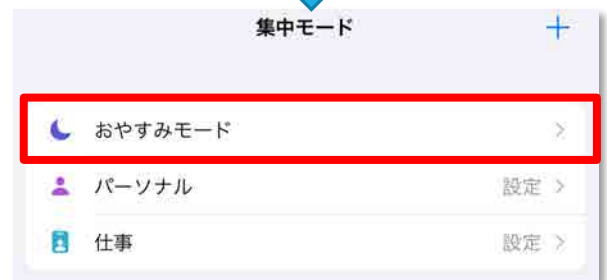 集中モード
おやすみモード
パーソナル 設定
仕事 設定